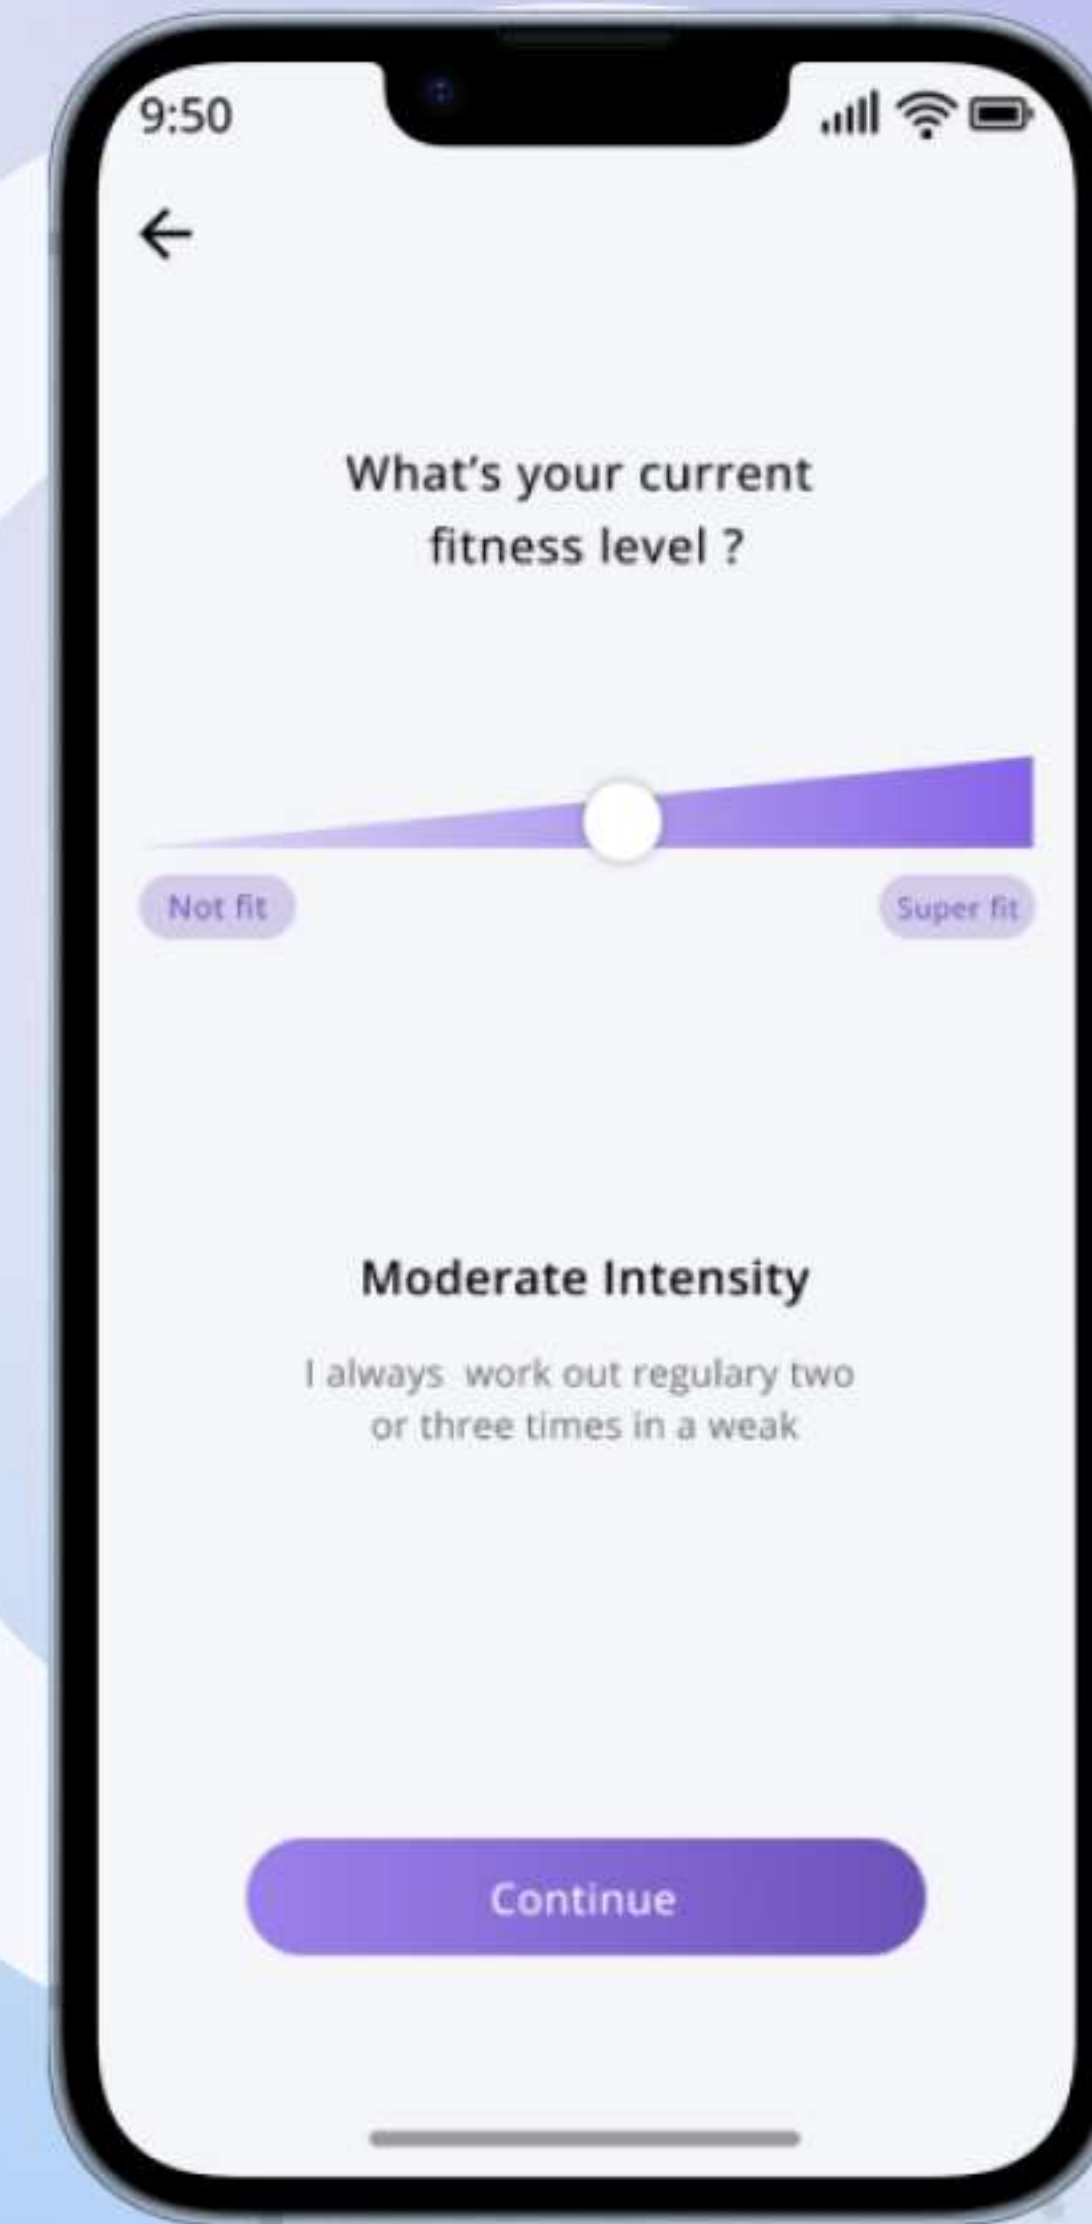 9:50
What's your current
fitness level ?
Not fit
Super fit
Moderate Intensity
I always  work out regulary two
or three times in a weak
Continue